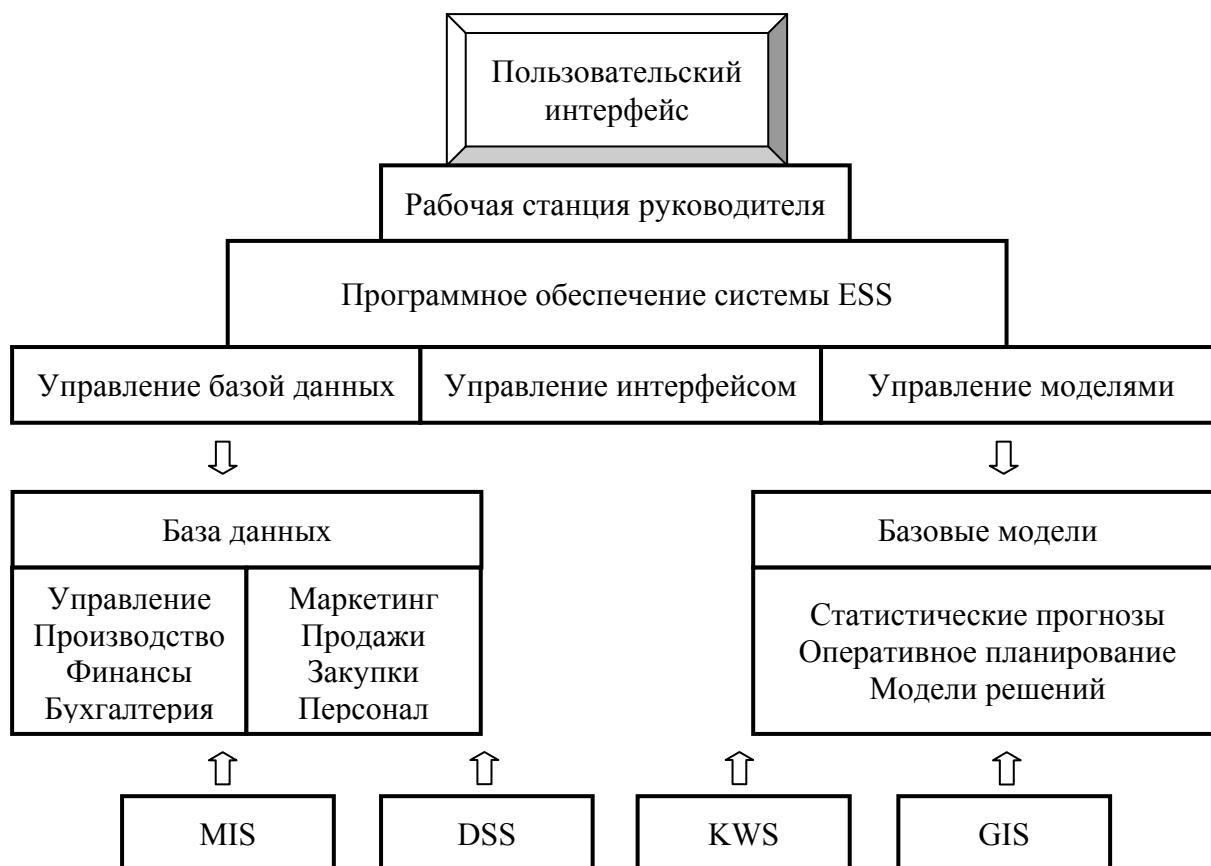 Пользовательский
интерфейс
Рабочая станция руководителя
Программное обеспечение системы ESS
Управление базой данных
Управление интерфейсом
Управление моделями
База данных
Управление
Производство
Финансы
Бухгалтерия
Маркетинг
Продажи
Закупки
Персонал
Базовые модели
Статистические прогнозы
Оперативное планирование
Модели решений
MIS
DSS
KWS
GIS